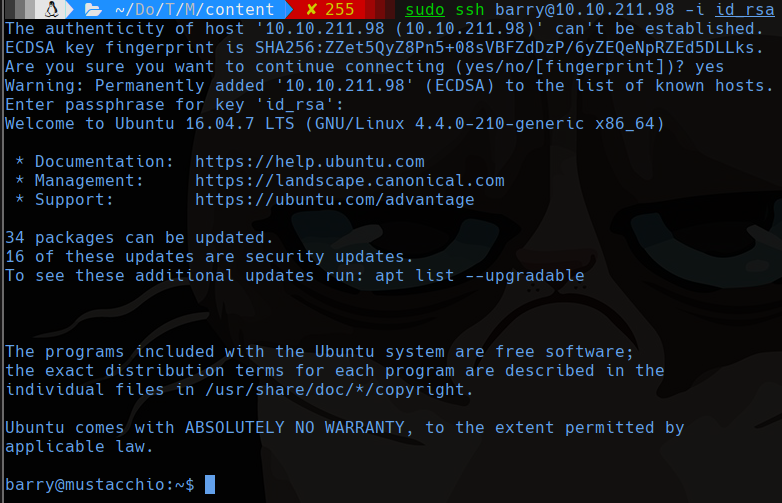 ~/Do/T/M/content ✘ 255 sudo ssh barry@10.10.211.98 -i id_rsa
The authenticity of host '10.10.211.98 (10.10.211.98)' can't be established.
ECDSA key fingerprint is SHA256:ZZet5QyZ8Pn5+08sVBFZdDzP/6yZEQeNpRZEd5DLLks.
Are you sure you want to continue connecting (yes/no/[fingerprint])? yes
Warning: Permanently added '10.10.211.98' (ECDSA) to the list of known hosts.
Enter passphrase for key 'id_rsa':
Welcome to Ubuntu 16.04.7 LTS (GNU/Linux 4.4.0-210-generic x86_64)
* Documentation:  https://help.ubuntu.com
* Management:     https://landscape.canonical.com
* Support:        https://ubuntu.com/advantage
34 packages can be updated.
16 of these updates are security updates.
To see these additional updates run: apt list --upgradable
The programs included with the Ubuntu system are free software;
the exact distribution terms for each program are described in the
individual files in /usr/share/doc/*/copyright.
Ubuntu comes with ABSOLUTELY NO WARRANTY, to the extent permitted by
applicable law.
barry@mustacchio:~$